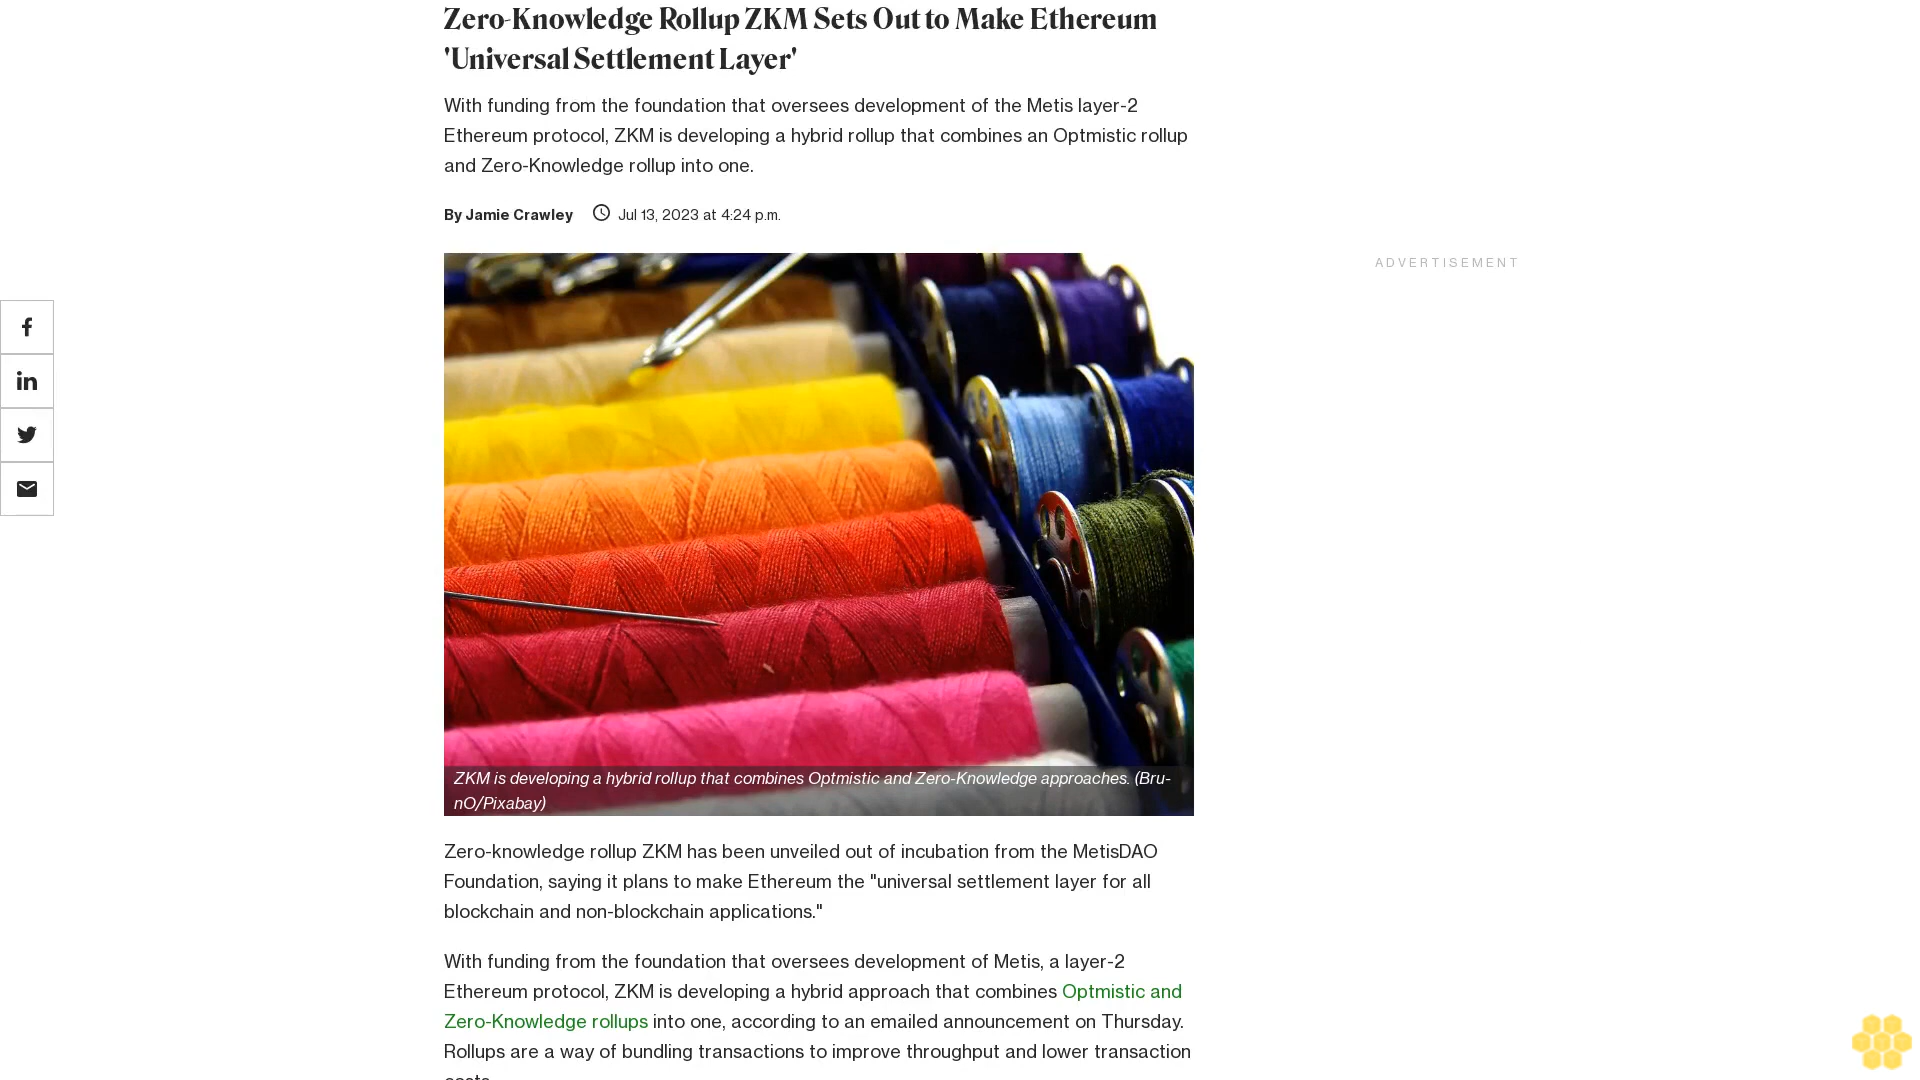 Zero-Knowledge Rollup ZKM Sets Out to Make Ethereum
'Universal Settlement Layer'
With funding from the foundation that oversees development of the Metis layer-2
Ethereum protocol, ZKM is developing a hybrid rollup that combines an Optmistic rollup
and Zero-Knowledge rollup into one.
By Jamie Crawley Jul 13, 2023 at 4:24 p.m.
ADVERTISEMENT
ZKM is developing a hybrid rollup that combines Optmistic and Zero-Knowledge approaches. (Bru-
nO/Pixabay)
Zero-knowledge rollup ZKM has been unveiled out of incubation from the MetisDAO
Foundation, saying it plans to make Ethereum the "universal settlement layer for all
blockchain and non-blockchain applications."
With funding from the foundation that oversees development of Metis, a layer-2
Ethereum protocol, ZKM is developing a hybrid approach that combines Optmistic and
Zero-Knowledge rollups into one, according to an emailed announcement on Thursday.
Rollups are a way of bundling transactions to improve throughput and lower transaction